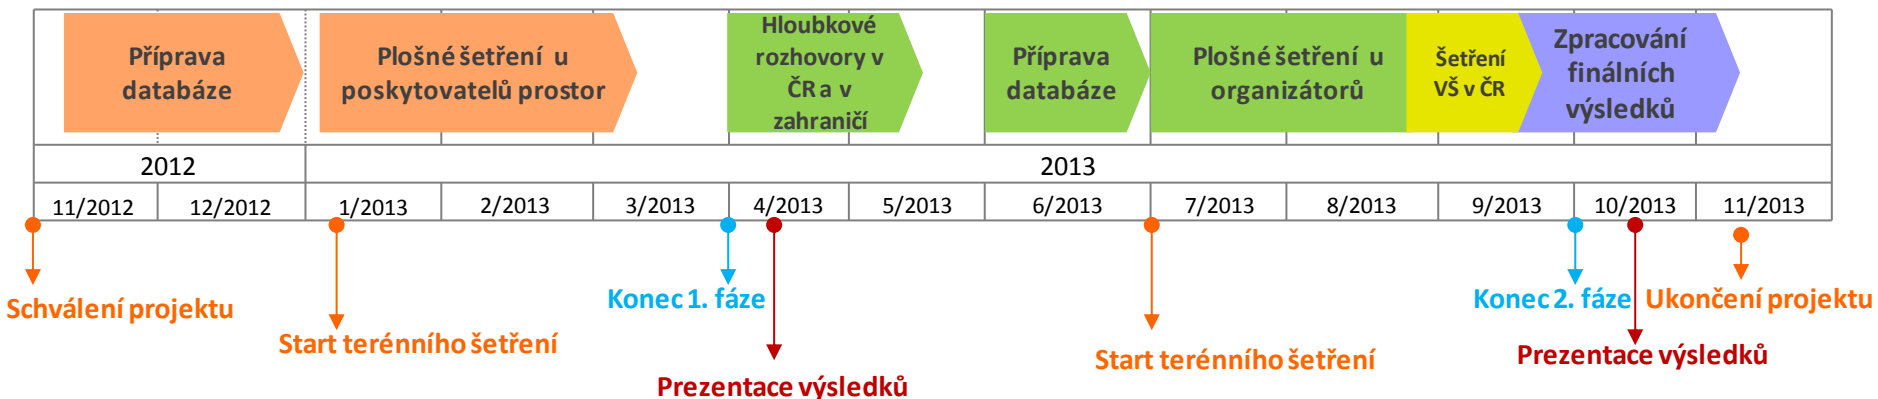 Příprava
databáze
Plošné šetření u
poskytovatelů prostor
Hloubkové
rozhovory v
ČR a v
zahraničí
Příprava
databáze
Plošné šetření u
organizátorů
Šetření
VŠ v ČR
Zpracování
finálních
výsledků
2012 2013
11/2012 12/2012 1/2013 2/2013 3/2013 4/2013 5/2013 6/2013 7/2013 8/2013 9/2013 10/2013 11/2013
Schválení projektu
Start terénního šetření
Konec 1. fáze
Prezentace výsledků
Start terénního šetření
Konec 2. fáze
Prezentace výsledků
Ukončení projektu